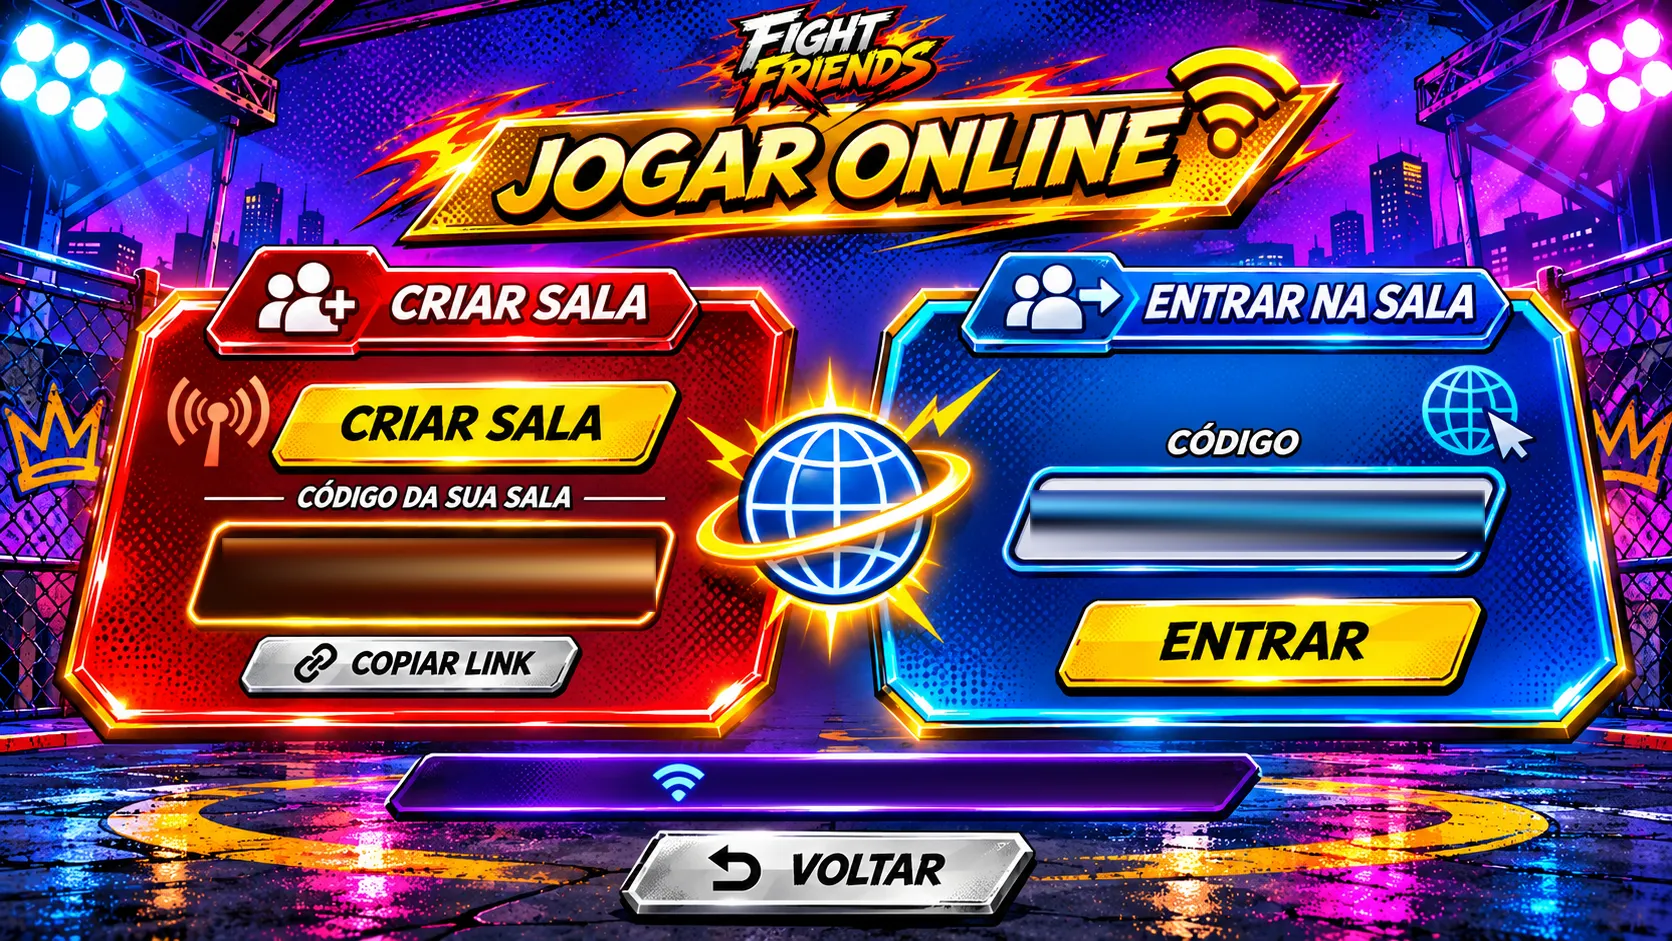 FIGHT
FRIENDS
JOGAR ONLINE
CRIAR SALA
CRIAR SALA
CÓDIGO DA SUA SALA
COPIAR LINK
ENTRAR NA SALA
CÓDIGO
ENTRAR
VOLTAR